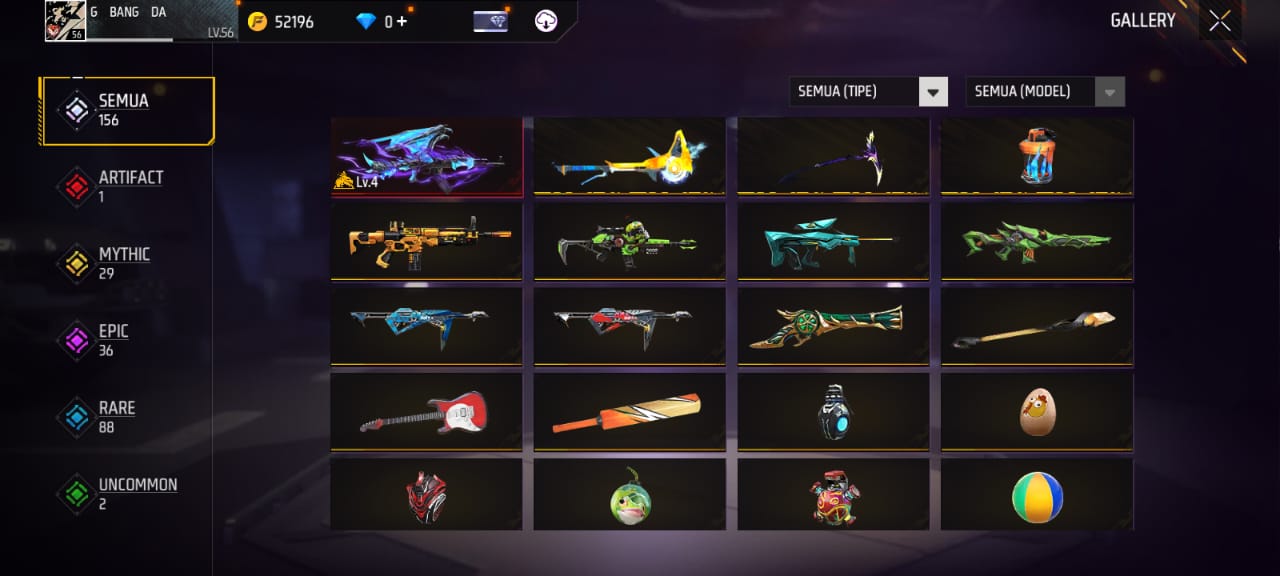 G BANG DA
56
LV.56
52196
0 +
GALLERY
SEMUA (TIPE)
SEMUA (MODEL)
SEMUA
156
ARTIFACT
1
MYTHIC
29
EPIC
36
RARE
88
UNCOMMON
2
Lv.4